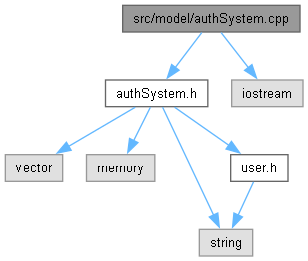 src/model/authSystem.cpp
authSystem.h
iostream
vector
memory
user.h
string